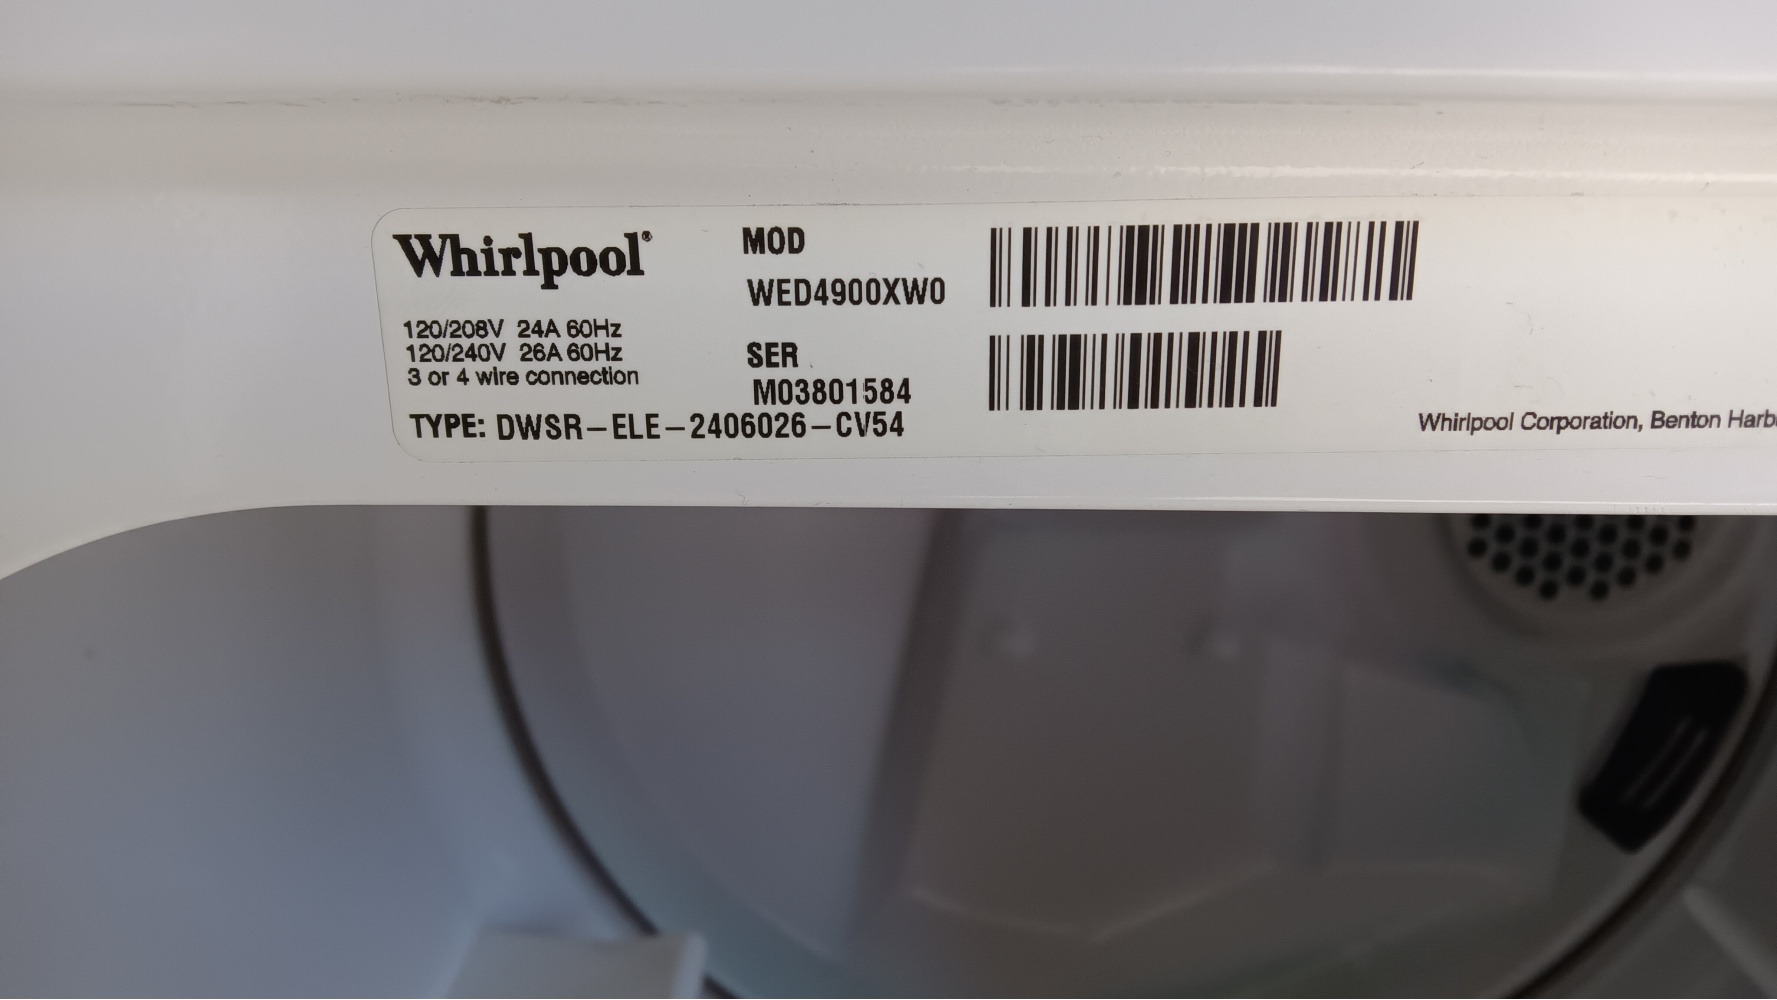 Whirlpool®
120/208V 24A 60Hz
120/240V 26A 60Hz
3 or 4 wire connection
TYPE: DWSR-ELE-2406026-CV54
MOD
WED4900XW0
SER
M03801584
Whirlpool Corporation, Benton Harb